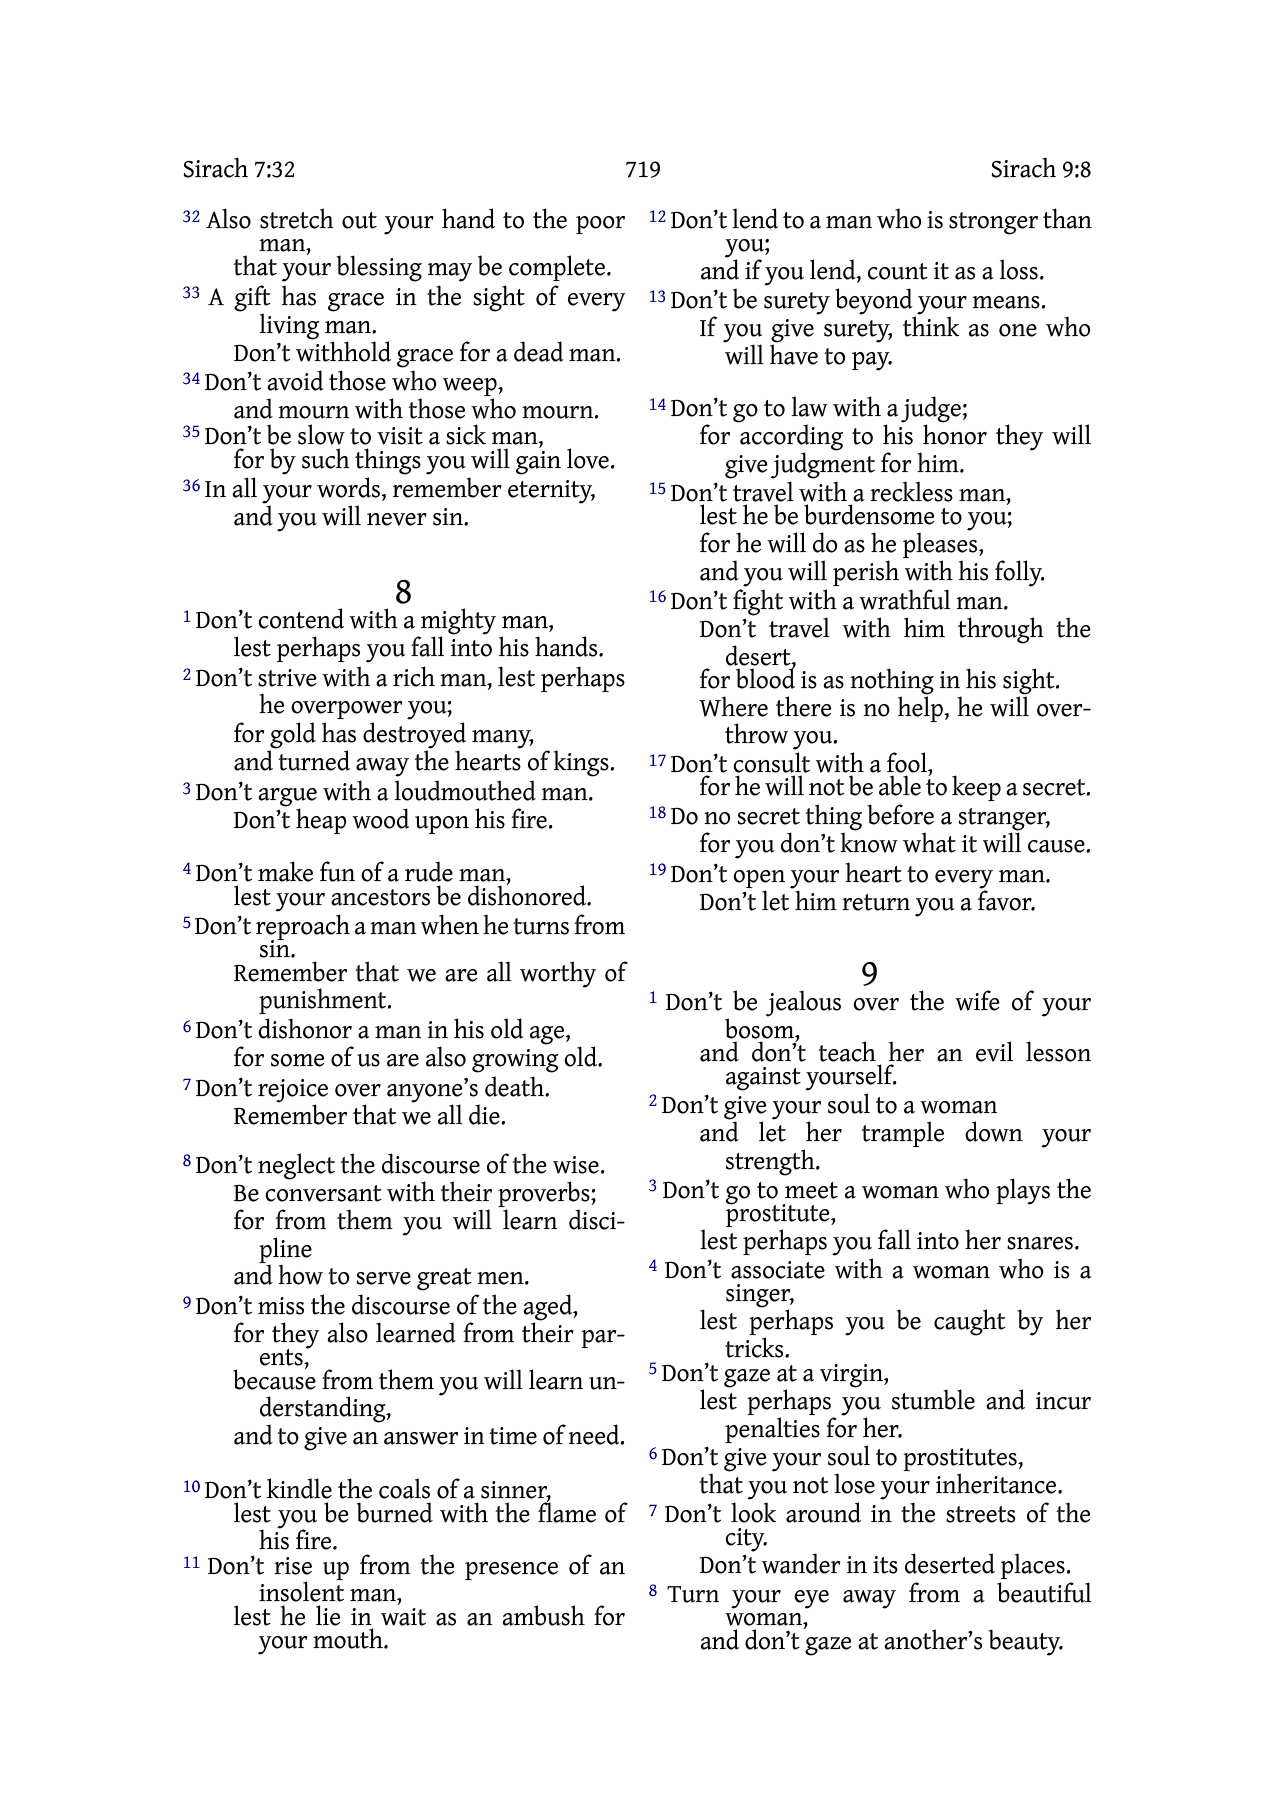 Sirach 7:32 719 Sirach 9:8
32 Also stretch out your hand to the poor
man,
that your blessing may be complete.
33 A gift has grace in the sight of every
living man.
Don’t withhold grace for a dead man.
34 Don’t avoid those who weep,
and mourn with those who mourn.
35 Don’t be slow to visit a sick man,
for by such things you will gain love.
36 In all your words, remember eternity,
and you will never sin.
8
1 Don’t contend with a mighty man,
lest perhaps you fall into his hands.
2 Don’t strive with a rich man, lest perhaps
he overpower you;
for gold has destroyed many,
and turned away the hearts of kings.
3 Don’t argue with a loudmouthed man.
Don’t heap wood upon his fire.
4 Don’t make fun of a rude man,
lest your ancestors be dishonored.
5 Don’t reproach a man when he turns from
sin.
Remember that we are all worthy of
punishment.
6 Don’t dishonor a man in his old age,
for some of us are also growing old.
7 Don’t rejoice over anyone’s death.
Remember that we all die.
8 Don’t neglect the discourse of the wise.
Be conversant with their proverbs;
for from them you will learn disci-
pline
and how to serve great men.
9 Don’t miss the discourse of the aged,
for they also learned from their par-
ents,
because from them you will learn un-
derstanding,
and to give an answer in time of need.
10 Don’t kindle the coals of a sinner,
lest you be burned with the flame of
his fire.
11 Don’t rise up from the presence of an
insolent man,
lest he lie in wait as an ambush for
your mouth.
12 Don’t lend to a man who is stronger than
you;
and if you lend, count it as a loss.
13 Don’t be surety beyond your means.
If you give surety, think as one who
will have to pay.
14 Don’t go to law with a judge;
for according to his honor they will
give judgment for him.
15 Don’t travel with a reckless man,
lest he be burdensome to you;
for he will do as he pleases,
and you will perish with his folly.
16 Don’t fight with a wrathful man.
Don’t travel with him through the
desert,
for blood is as nothing in his sight.
Where there is no help, he will over-
throw you.
17 Don’t consult with a fool,
for he will not be able to keep a secret.
18 Do no secret thing before a stranger,
for you don’t know what it will cause.
19 Don’t open your heart to every man.
Don’t let him return you a favor.
9
1 Don’t be jealous over the wife of your
bosom,
and don’t teach her an evil lesson
against yourself.
2 Don’t give your soul to a woman
and let her trample down your
strength.
3 Don’t go to meet a woman who plays the
prostitute,
lest perhaps you fall into her snares.
4 Don’t associate with a woman who is a
singer,
lest perhaps you be caught by her
tricks.
5 Don’t gaze at a virgin,
lest perhaps you stumble and incur
penalties for her.
6 Don’t give your soul to prostitutes,
that you not lose your inheritance.
7 Don’t look around in the streets of the
city.
Don’t wander in its deserted places.
8 Turn your eye away from a beautiful
woman,
and don’t gaze at another’s beauty.